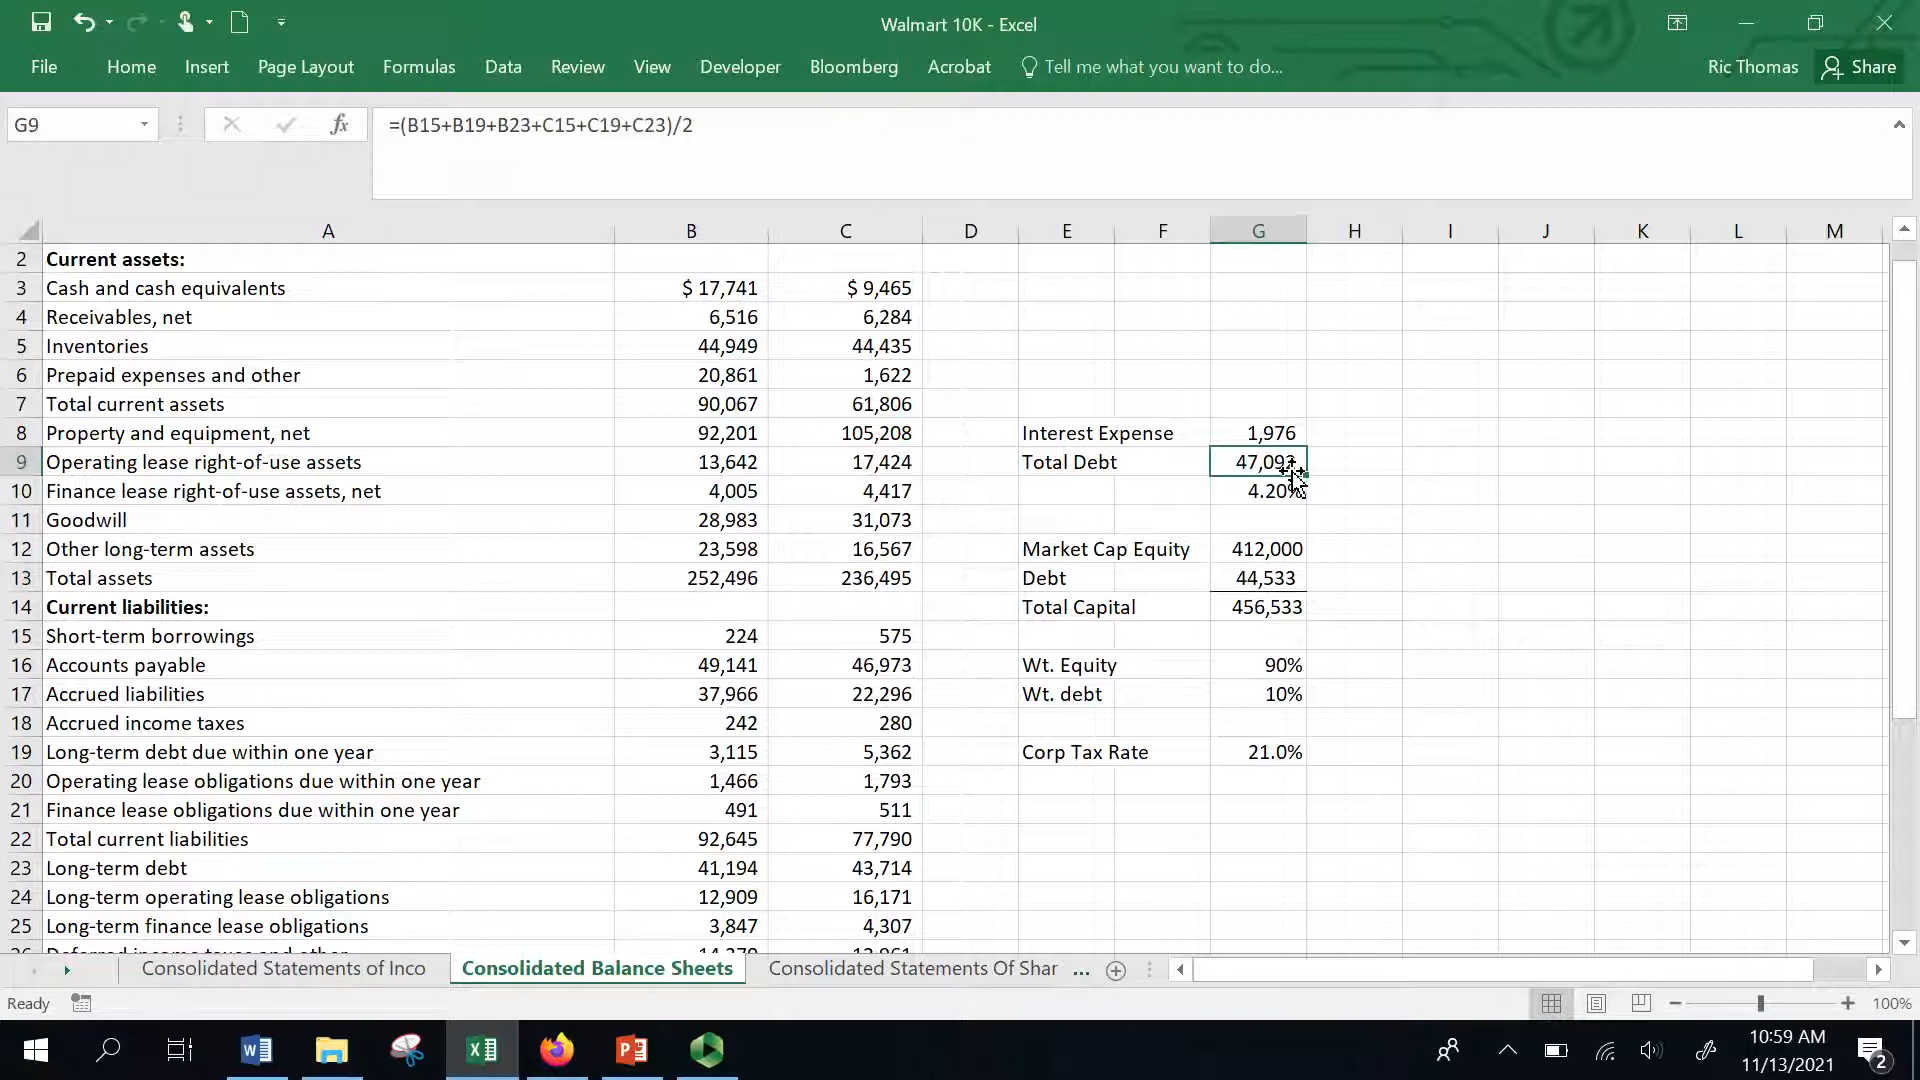 Walmart 10K - Excel
File Home Insert Page Layout Formulas Data Review View Developer Bloomberg Acrobat Tell me what you want to do... Ric Thomas Share
G9 fx =(B15+B19+B23+C15+C19+C23)/2
A B C D E F G H I J K L M
2 Current assets:
3 Cash and cash equivalents $ 17,741 $ 9,465
4 Receivables, net 6,516 6,284
5 Inventories 44,949 44,435
6 Prepaid expenses and other 20,861 1,622
7 Total current assets 90,067 61,806
8 Property and equipment, net 92,201 105,208 Interest Expense 1,976
9 Operating lease right-of-use assets 13,642 17,424 Total Debt
10 Finance lease right-of-use assets, net 4,005 4,417 4.20%
11 Goodwill 28,983 31,073
12 Other long-term assets 23,598 16,567 Market Cap Equity 412,000
13 Total assets 252,496 236,495 Debt 44,533
14 Current liabilities: Total Capital 456,533
15 Short-term borrowings 224 575
16 Accounts payable 49,141 46,973 Wt. Equity 90%
17 Accrued liabilities 37,966 22,296 Wt. debt 10%
18 Accrued income taxes 242 280
19 Long-term debt due within one year 3,115 5,362 Corp Tax Rate 21.0%
20 Operating lease obligations due within one year 1,466 1,793
21 Finance lease obligations due within one year 491 511
22 Total current liabilities 92,645 77,790
23 Long-term debt 41,194 43,714
24 Long-term operating lease obligations 12,909 16,171
25 Long-term finance lease obligations 3,847 4,307
Consolidated Statements of Inco Consolidated Balance Sheets Consolidated Statements Of Shar ...
Ready 100%
10:59 AM
11/13/2021
2